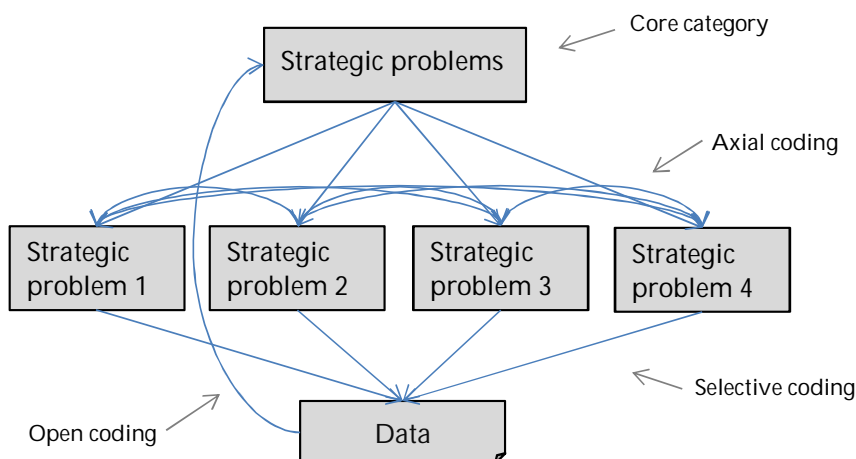 Core category
Strategic problems
Axial coding
Strategic
problem 1
Strategic
problem 2
Strategic
problem 3
Strategic
problem 4
Selective coding
Open coding
Data